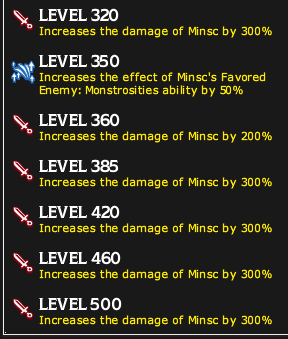 LEVEL 320
Increases the damage of Minsc by 300%
LEVEL 350
Increases the effect of Minsc's Favored
Enemy: Monstrosities ability by 50%
LEVEL 360
Increases the damage of Minsc by 200%
LEVEL 385
Increases the damage of Minsc by 300%
LEVEL 420
Increases the damage of Minsc by 300%
LEVEL 460
Increases the damage of Minsc by 300%
LEVEL 500
Increases the damage of Minsc by 300%